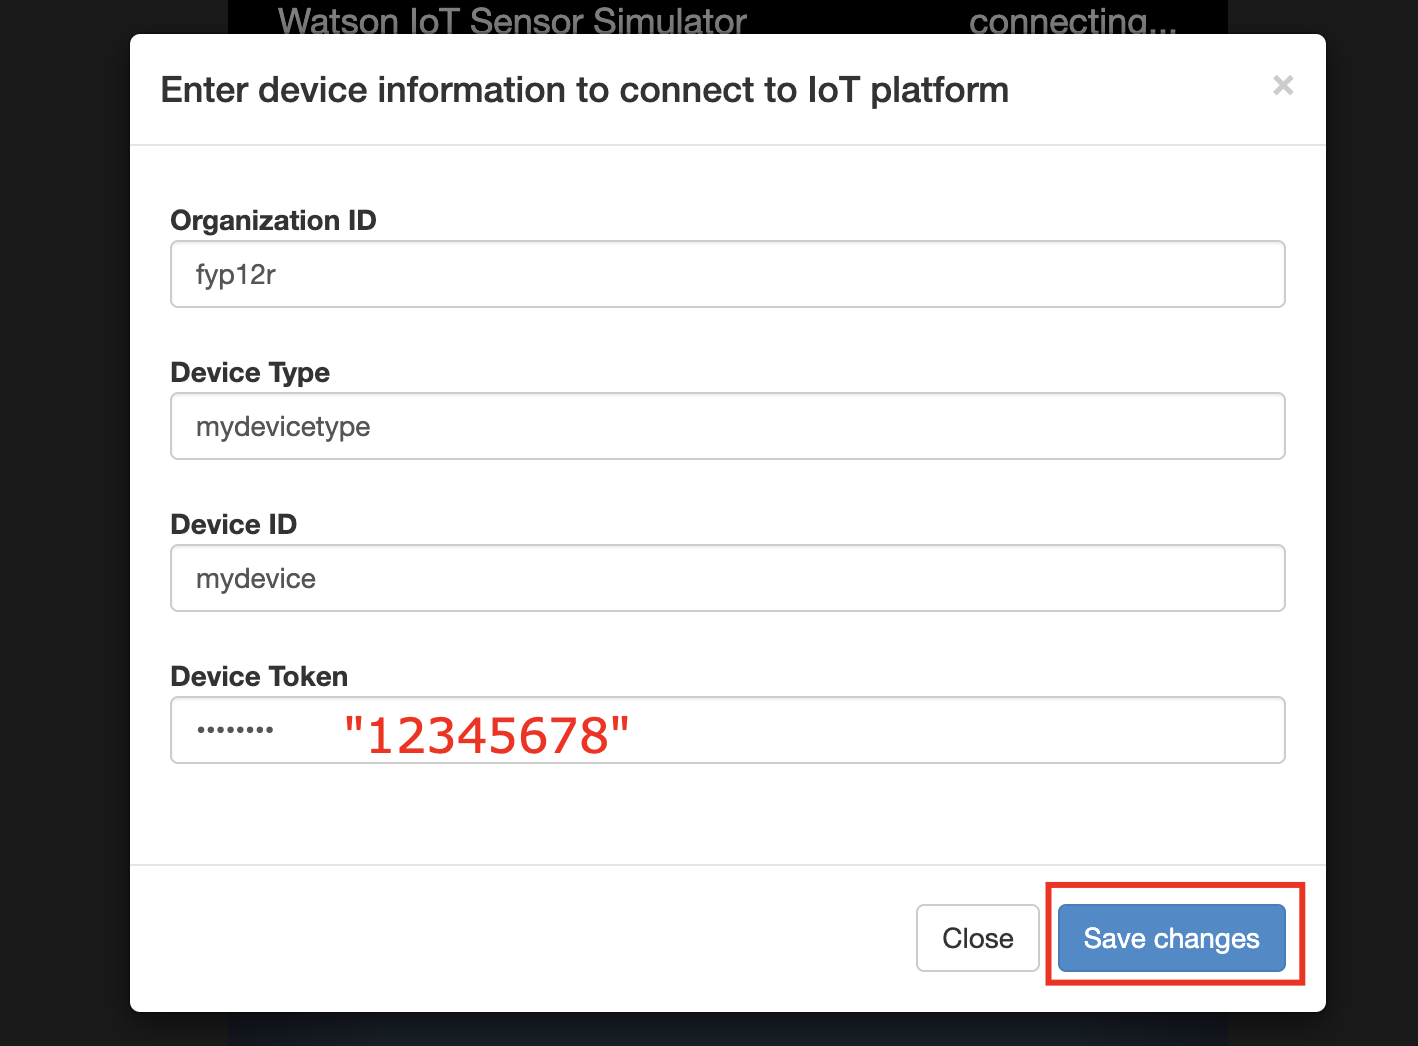 Watson IoT Sensor Simulator connecting...
Enter device information to connect to IoT platform ×
Organization ID
fyp12r
Device Type
mydevicetype
Device ID
mydevice
Device Token
•••••••• "12345678"
Close Save changes